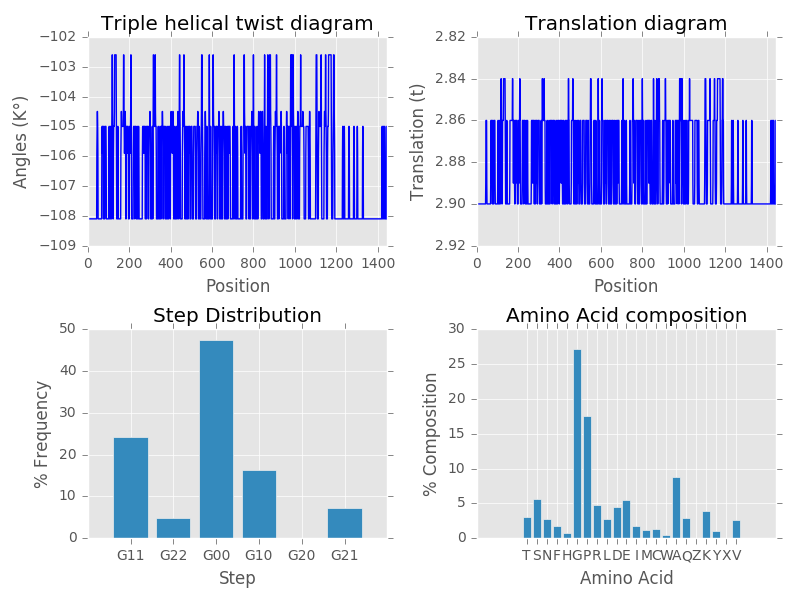 Triple helical twist diagram
−102
−103
−104
−105
−106
−107
−108
−109
Angles (K°)
0 200 400 600 800 1000 1200 1400
Position
Translation diagram
2.82
2.84
2.86
2.88
2.90
2.92
Translation (t)
0 200 400 600 800 1000 1200 1400
Position
Step Distribution
50
40
30
20
10
0
% Frequency
G11 G22 G00 G10 G20 G21
Step
Amino Acid composition
30
25
20
15
10
5
0
% Composition
T S N F H G P R L D E I M C W A Q Z K Y X V
Amino Acid